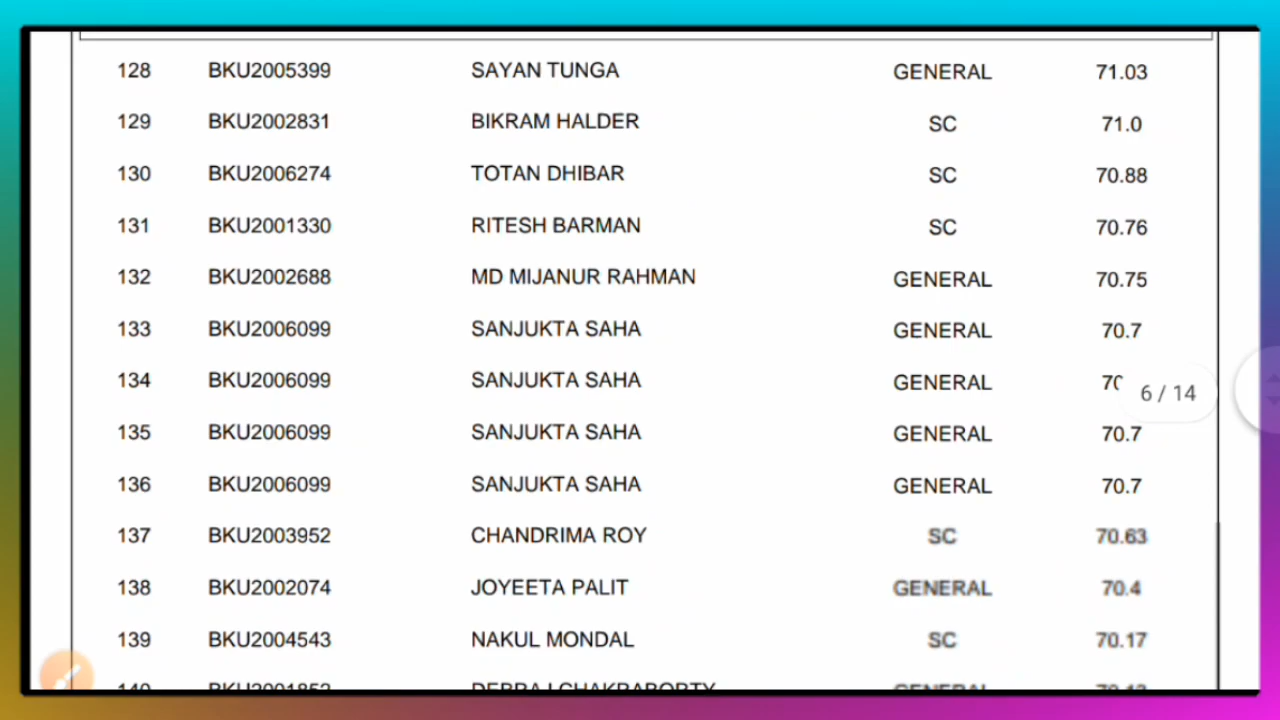 128 BKU2005399 SAYAN TUNGA GENERAL 71.03
129 BKU2002831 BIKRAM HALDER SC 71.0
130 BKU2006274 TOTAN DHIBAR SC 70.88
131 BKU2001330 RITESH BARMAN SC 70.76
132 BKU2002688 MD MIJANUR RAHMAN GENERAL 70.75
133 BKU2006099 SANJUKTA SAHA GENERAL 70.7
134 BKU2006099 SANJUKTA SAHA GENERAL
6 / 14
135 BKU2006099 SANJUKTA SAHA GENERAL 70.7
136 BKU2006099 SANJUKTA SAHA GENERAL 70.7
137 BKU2003952 CHANDRIMA ROY SC 70.63
138 BKU2002074 JOYEETA PALIT GENERAL 70.4
139 BKU2004543 NAKUL MONDAL SC 70.17